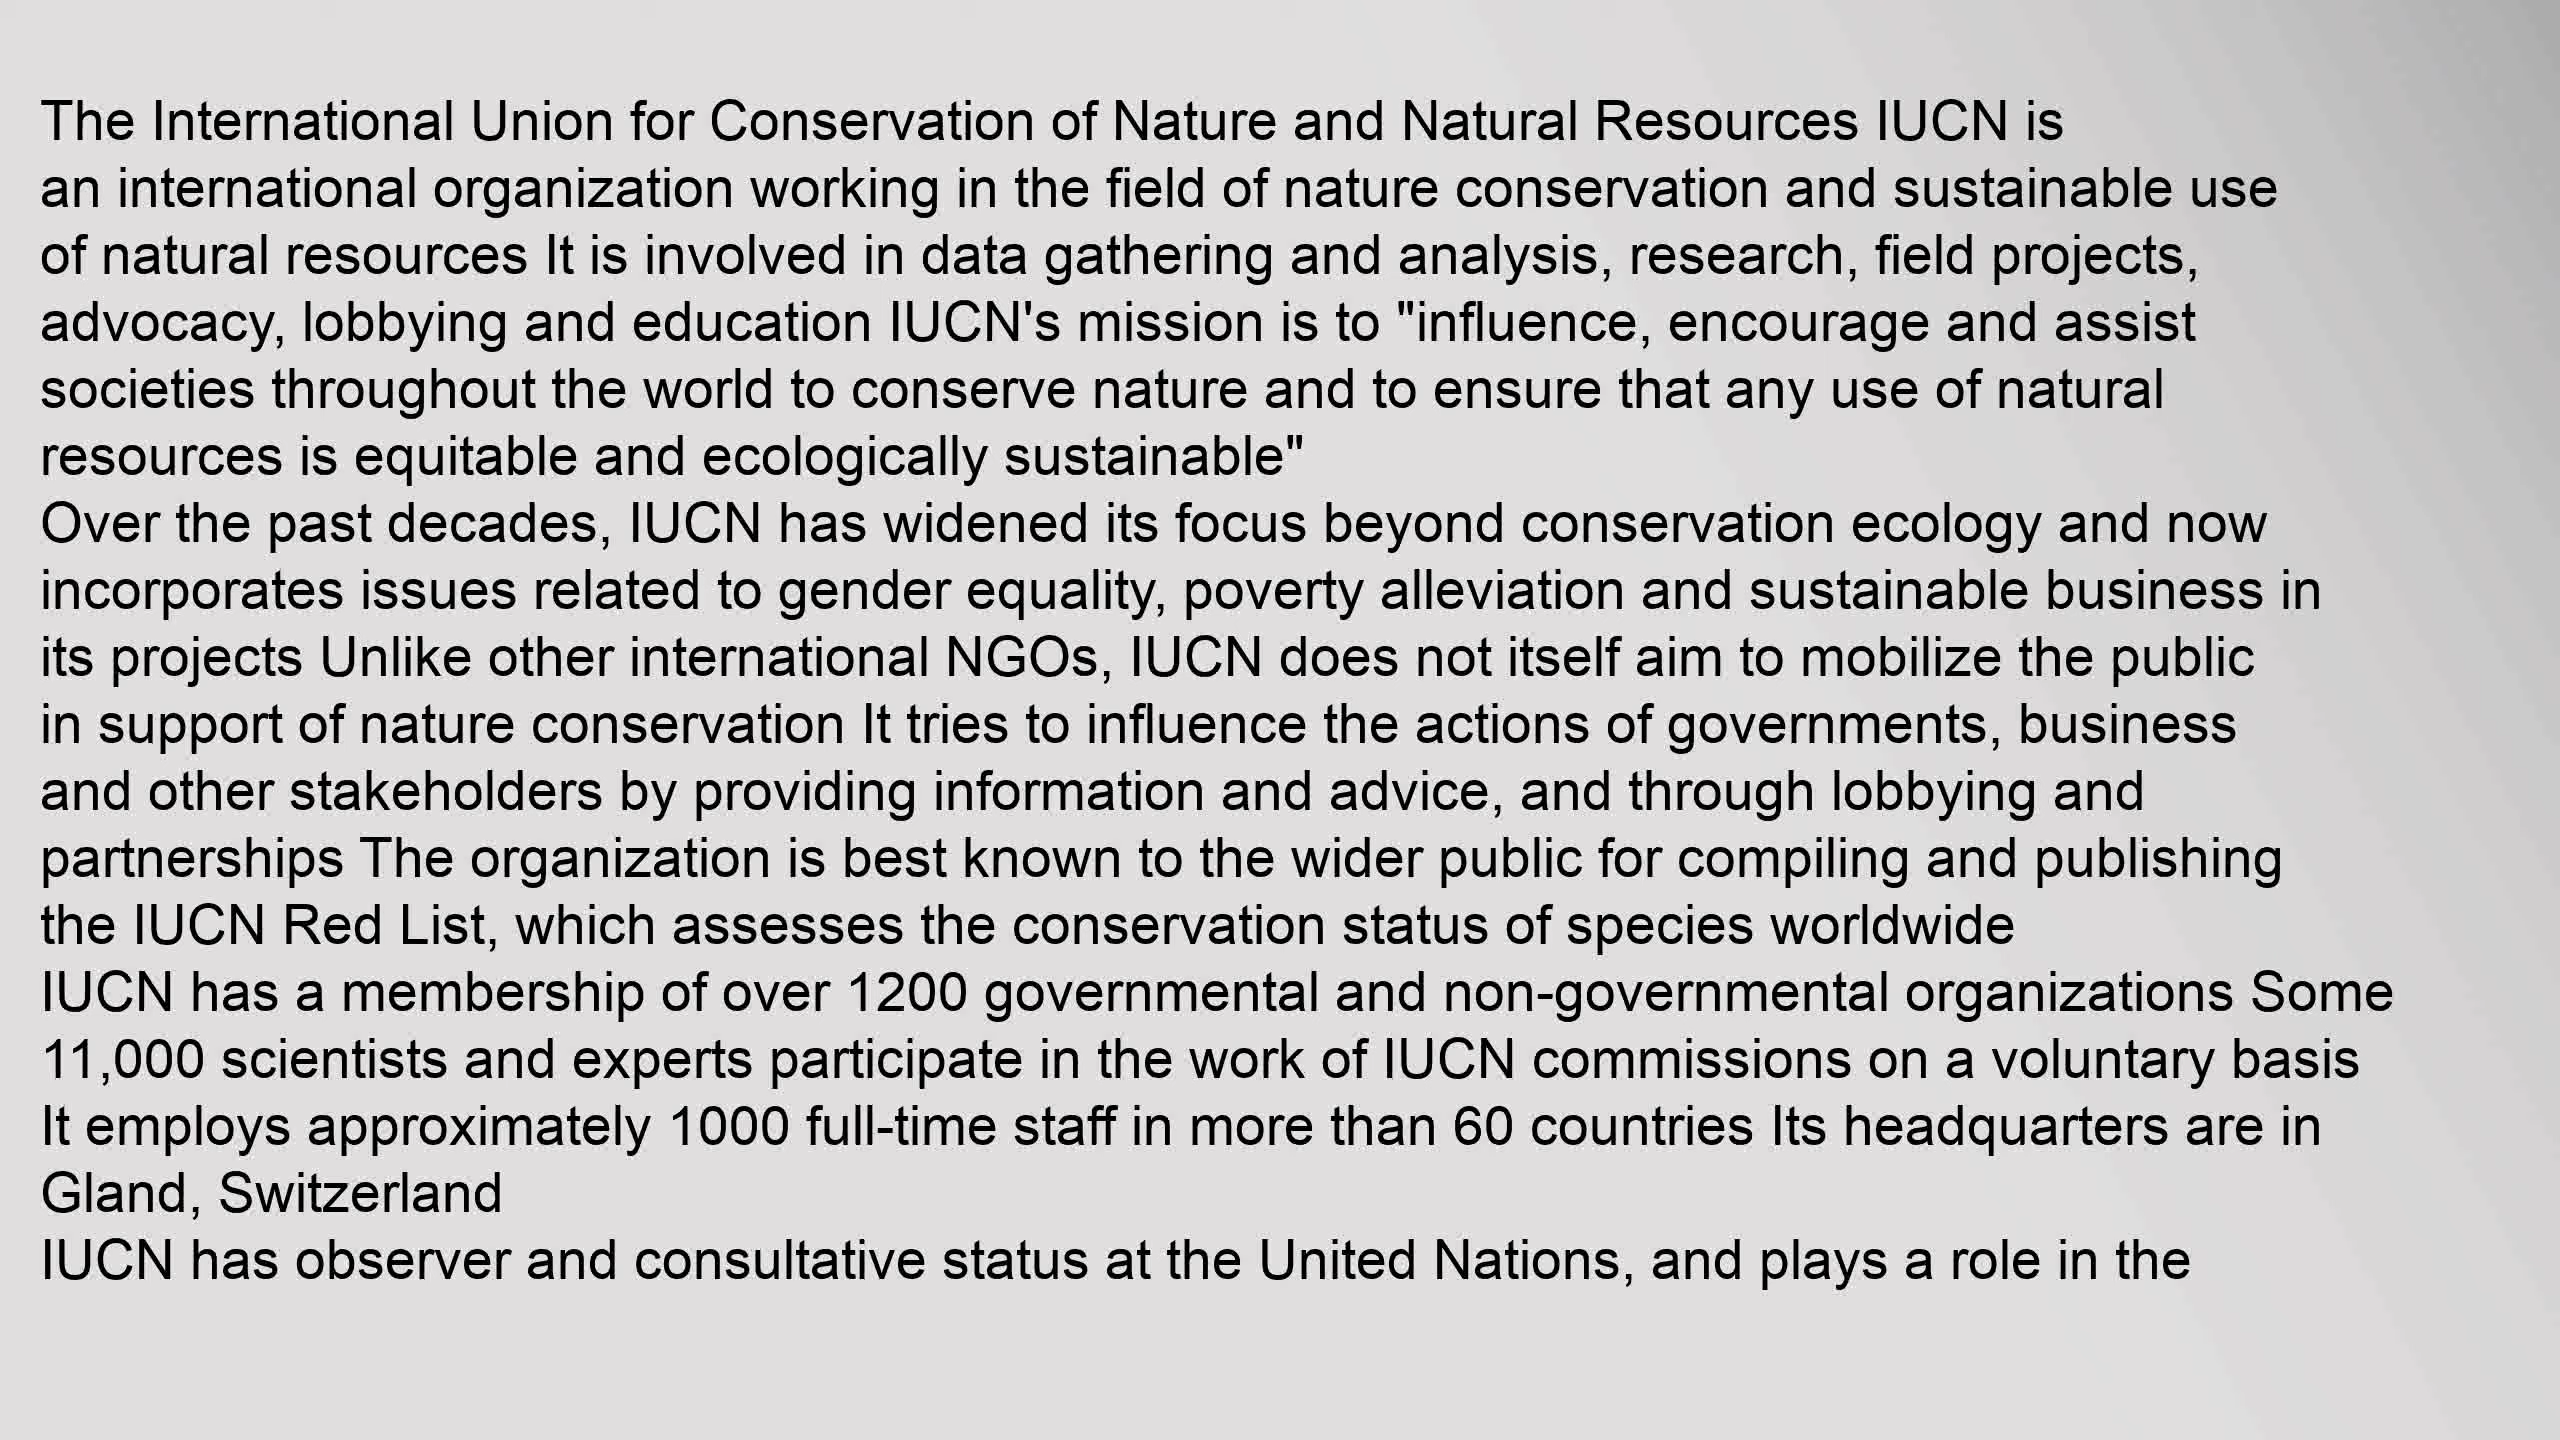 The International Union for Conservation of Nature and Natural Resources IUCN is
an international organization working in the field of nature conservation and sustainable use
of natural resources It is involved in data gathering and analysis, research, field projects,
advocacy, lobbying and education IUCN's mission is to "influence, encourage and assist
societies throughout the world to conserve nature and to ensure that any use of natural
resources is equitable and ecologically sustainable"
Over the past decades, IUCN has widened its focus beyond conservation ecology and now
incorporates issues related to gender equality, poverty alleviation and sustainable business in
its projects Unlike other international NGOs, IUCN does not itself aim to mobilize the public
in support of nature conservation It tries to influence the actions of governments, business
and other stakeholders by providing information and advice, and through lobbying and
partnerships The organization is best known to the wider public for compiling and publishing
the IUCN Red List, which assesses the conservation status of species worldwide
IUCN has a membership of over 1200 governmental and non-governmental organizations Some
11,000 scientists and experts participate in the work of IUCN commissions on a voluntary basis
It employs approximately 1000 full-time staff in more than 60 countries Its headquarters are in
Gland, Switzerland
IUCN has observer and consultative status at the United Nations, and plays a role in the